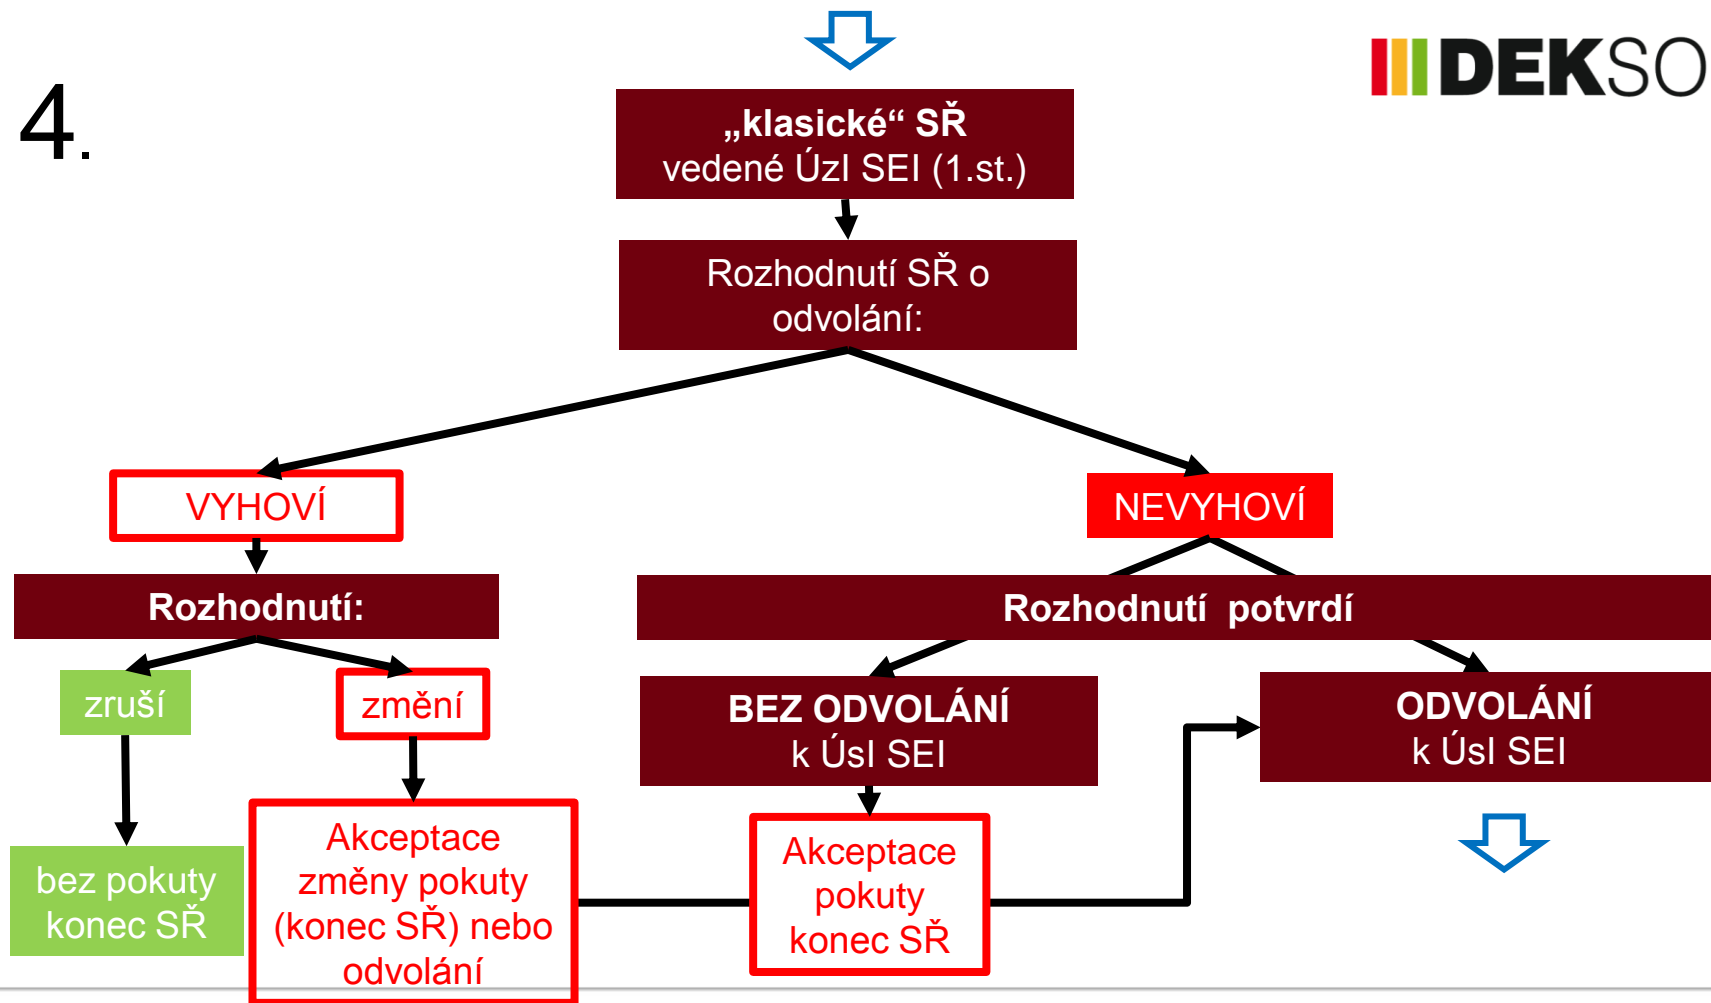 4.
DEKSO
„klasické“ SŘ
vedené ÚzI SEI (1.st.)
Rozhodnutí SŘ o
odvolání:
VYHOVÍ
NEVYHOVÍ
Rozhodnutí:
Rozhodnutí  potvrdí
zruší
změní
BEZ ODVOLÁNÍ
k ÚsI SEI
ODVOLÁNÍ
k ÚsI SEI
bez pokuty
konec SŘ
Akceptace
změny pokuty
(konec SŘ) nebo
odvolání
Akceptace
pokuty
konec SŘ